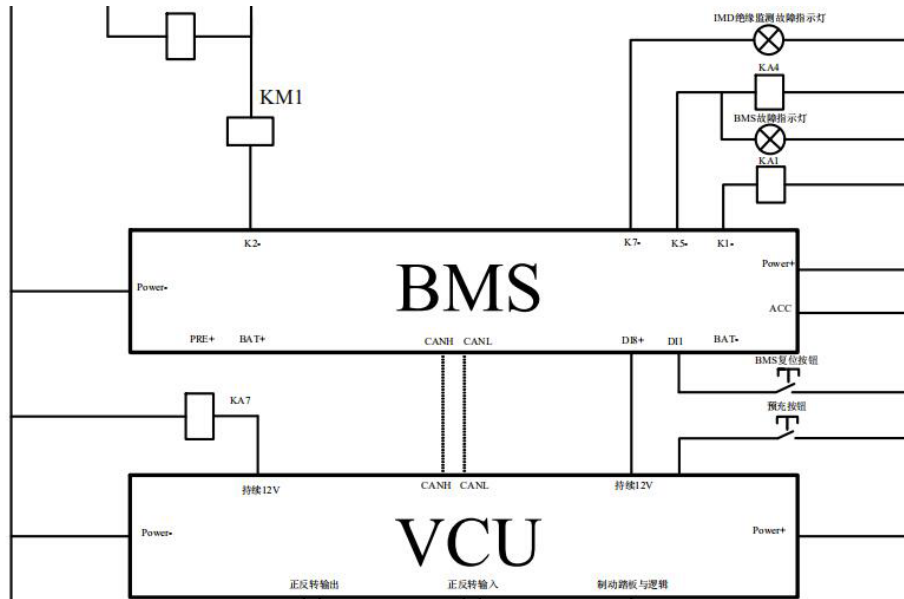 IMD绝缘监测故障指示灯
KA4
KM1
BMS故障指示灯
KA1
K2-
K7-
K5-
K1-
Power+
Power-
BMS
ACC
PRE+
BAT+
CANH
CANL
DI8+
DI1
BAT-
BMS复位按钮
KA7
预充按钮
持续12V
CANH
CANL
持续12V
Power-
VCU
Power+
正反转输出
正反转输入
制动踏板与逻辑